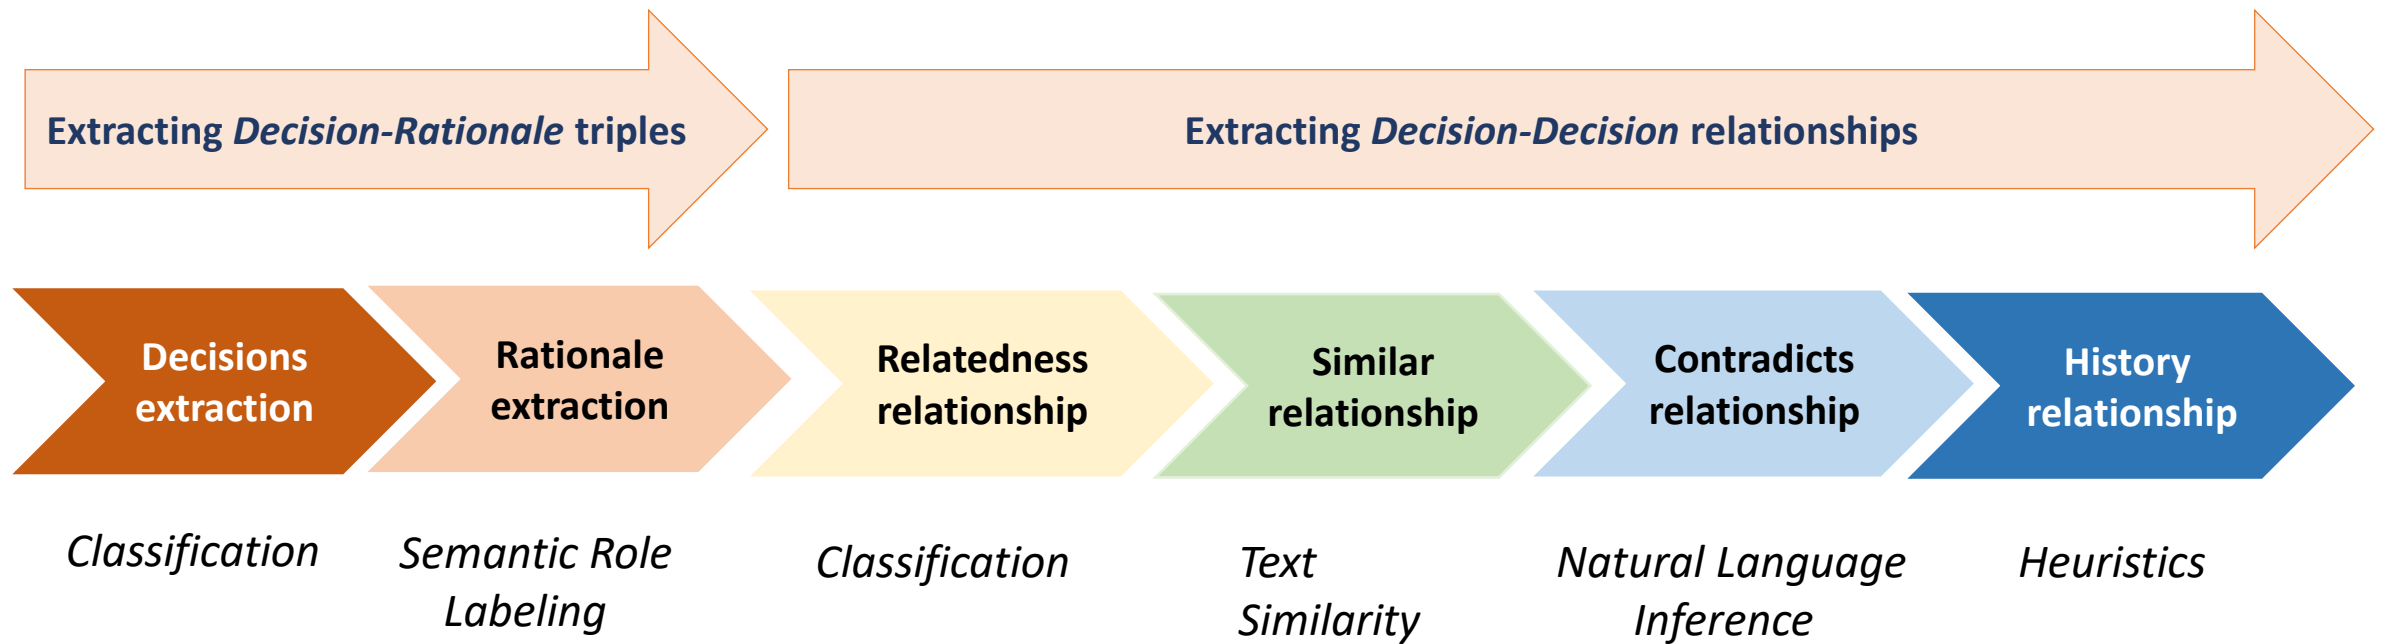 Extracting Decision-Rationale triples
Extracting Decision-Decision relationships
Decisions
extraction
Rationale
extraction
Relatedness
relationship
Similar
relationship
Contradicts
relationship
History
relationship
Classification
Semantic Role
Labeling
Classification
Text
Similarity
Natural Language
Inference
Heuristics